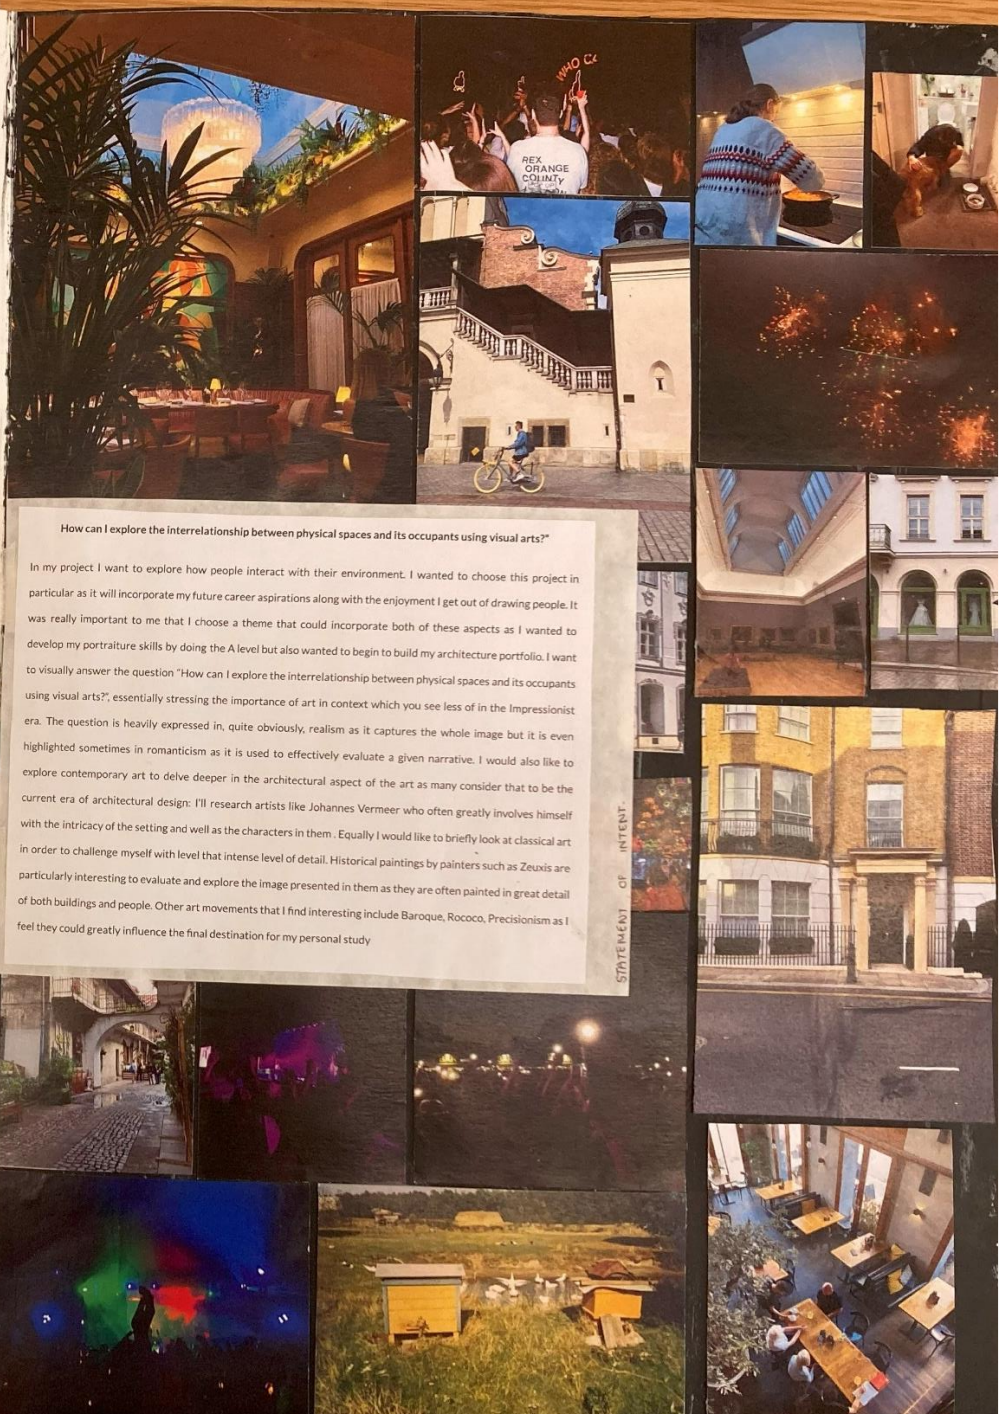 WHO
REX
ORANGE
COUNTY
How can I explore the interrelationship between physical spaces and its occupants using visual arts?"
In my project I want to explore how people interact with their environment. I wanted to choose this project in
particular as it will incorporate my future career aspirations along with the enjoyment I get out of drawing people. It
was really important to me that I choose a theme that could incorporate both of these aspects as I wanted to
develop my portraiture skills by doing the A level but also wanted to begin to build my architecture portfolio. I want
to visually answer the question "How can I explore the interrelationship between physical spaces and its occupants
using visual arts?", essentially stressing the importance of art in context which you see less of in the Impressionist
era. The question is heavily expressed in, quite obviously, realism as it captures the whole image but it is even
highlighted sometimes in romanticism as it is used to effectively evaluate a given narrative. I would also like to
explore contemporary art to delve deeper in the architectural aspect of the art as many consider that to be the
current era of architectural design: I'll research artists like Johannes Vermeer who often greatly involves himself
with the intricacy of the setting and well as the characters in them . Equally I would like to briefly look at classical art
in order to challenge myself with level that intense level of detail. Historical paintings by painters such as Zeuxis are
particularly interesting to evaluate and explore the image presented in them as they are often painted in great detail
of both buildings and people. Other art movements that I find interesting include Baroque, Rococo, Precisionism as I
feel they could greatly influence the final destination for my personal study
STATEMENT OF INTENT.